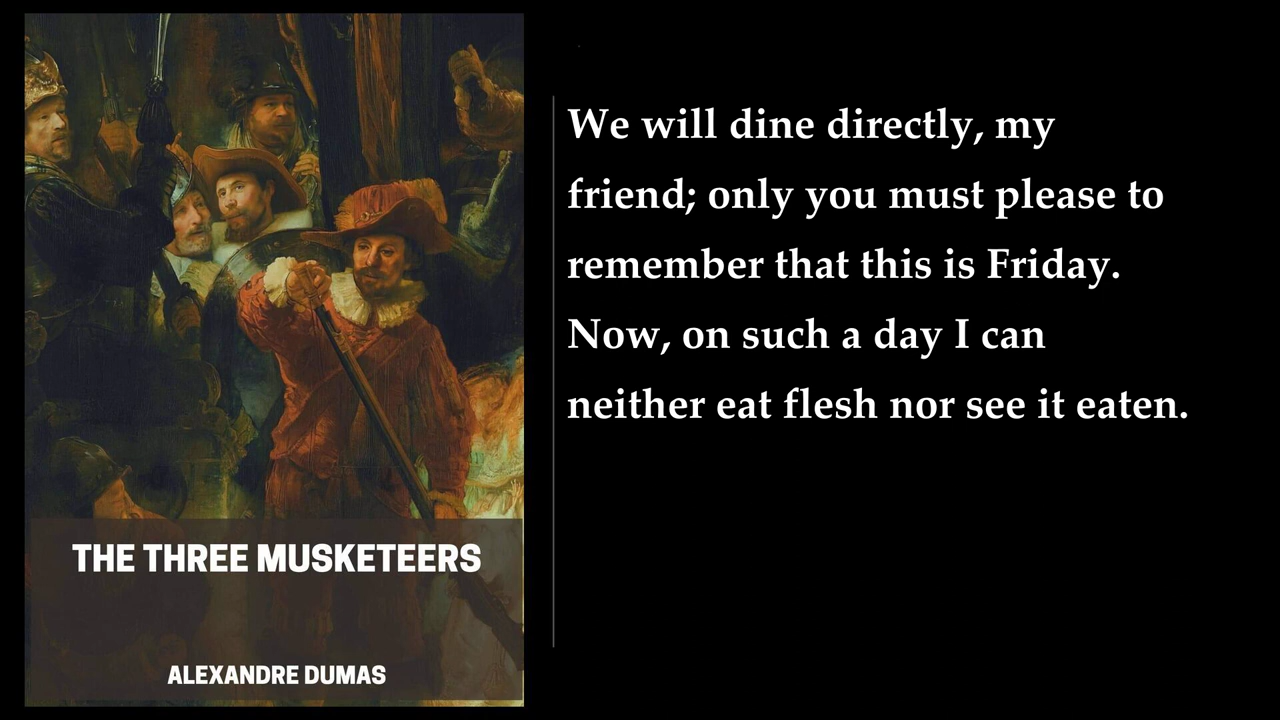 THE THREE MUSKETEERS
ALEXANDRE DUMAS
We will dine directly, my
friend; only you must please to
remember that this is Friday.
Now, on such a day I can
neither eat flesh nor see it eaten.